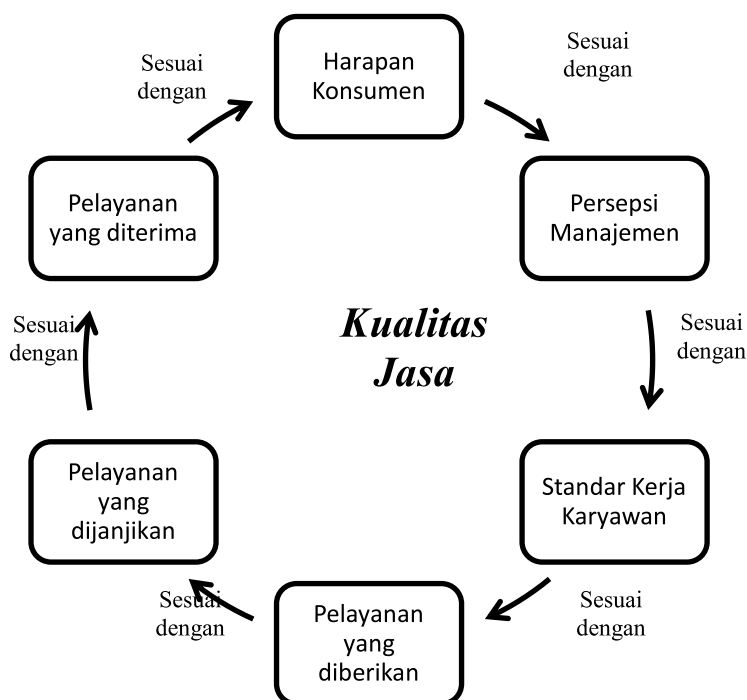 Harapan
Konsumen
Sesuai
dengan
Persepsi
Manajemen
Sesuai
dengan
Standar Kerja
Karyawan
Sesuai
dengan
Pelayanan
yang
diberikan
Sesuai
dengan
Pelayanan
yang
dijanjikan
Sesuai
dengan
Pelayanan
yang diterima
Sesuai
dengan
Kualitas
Jasa